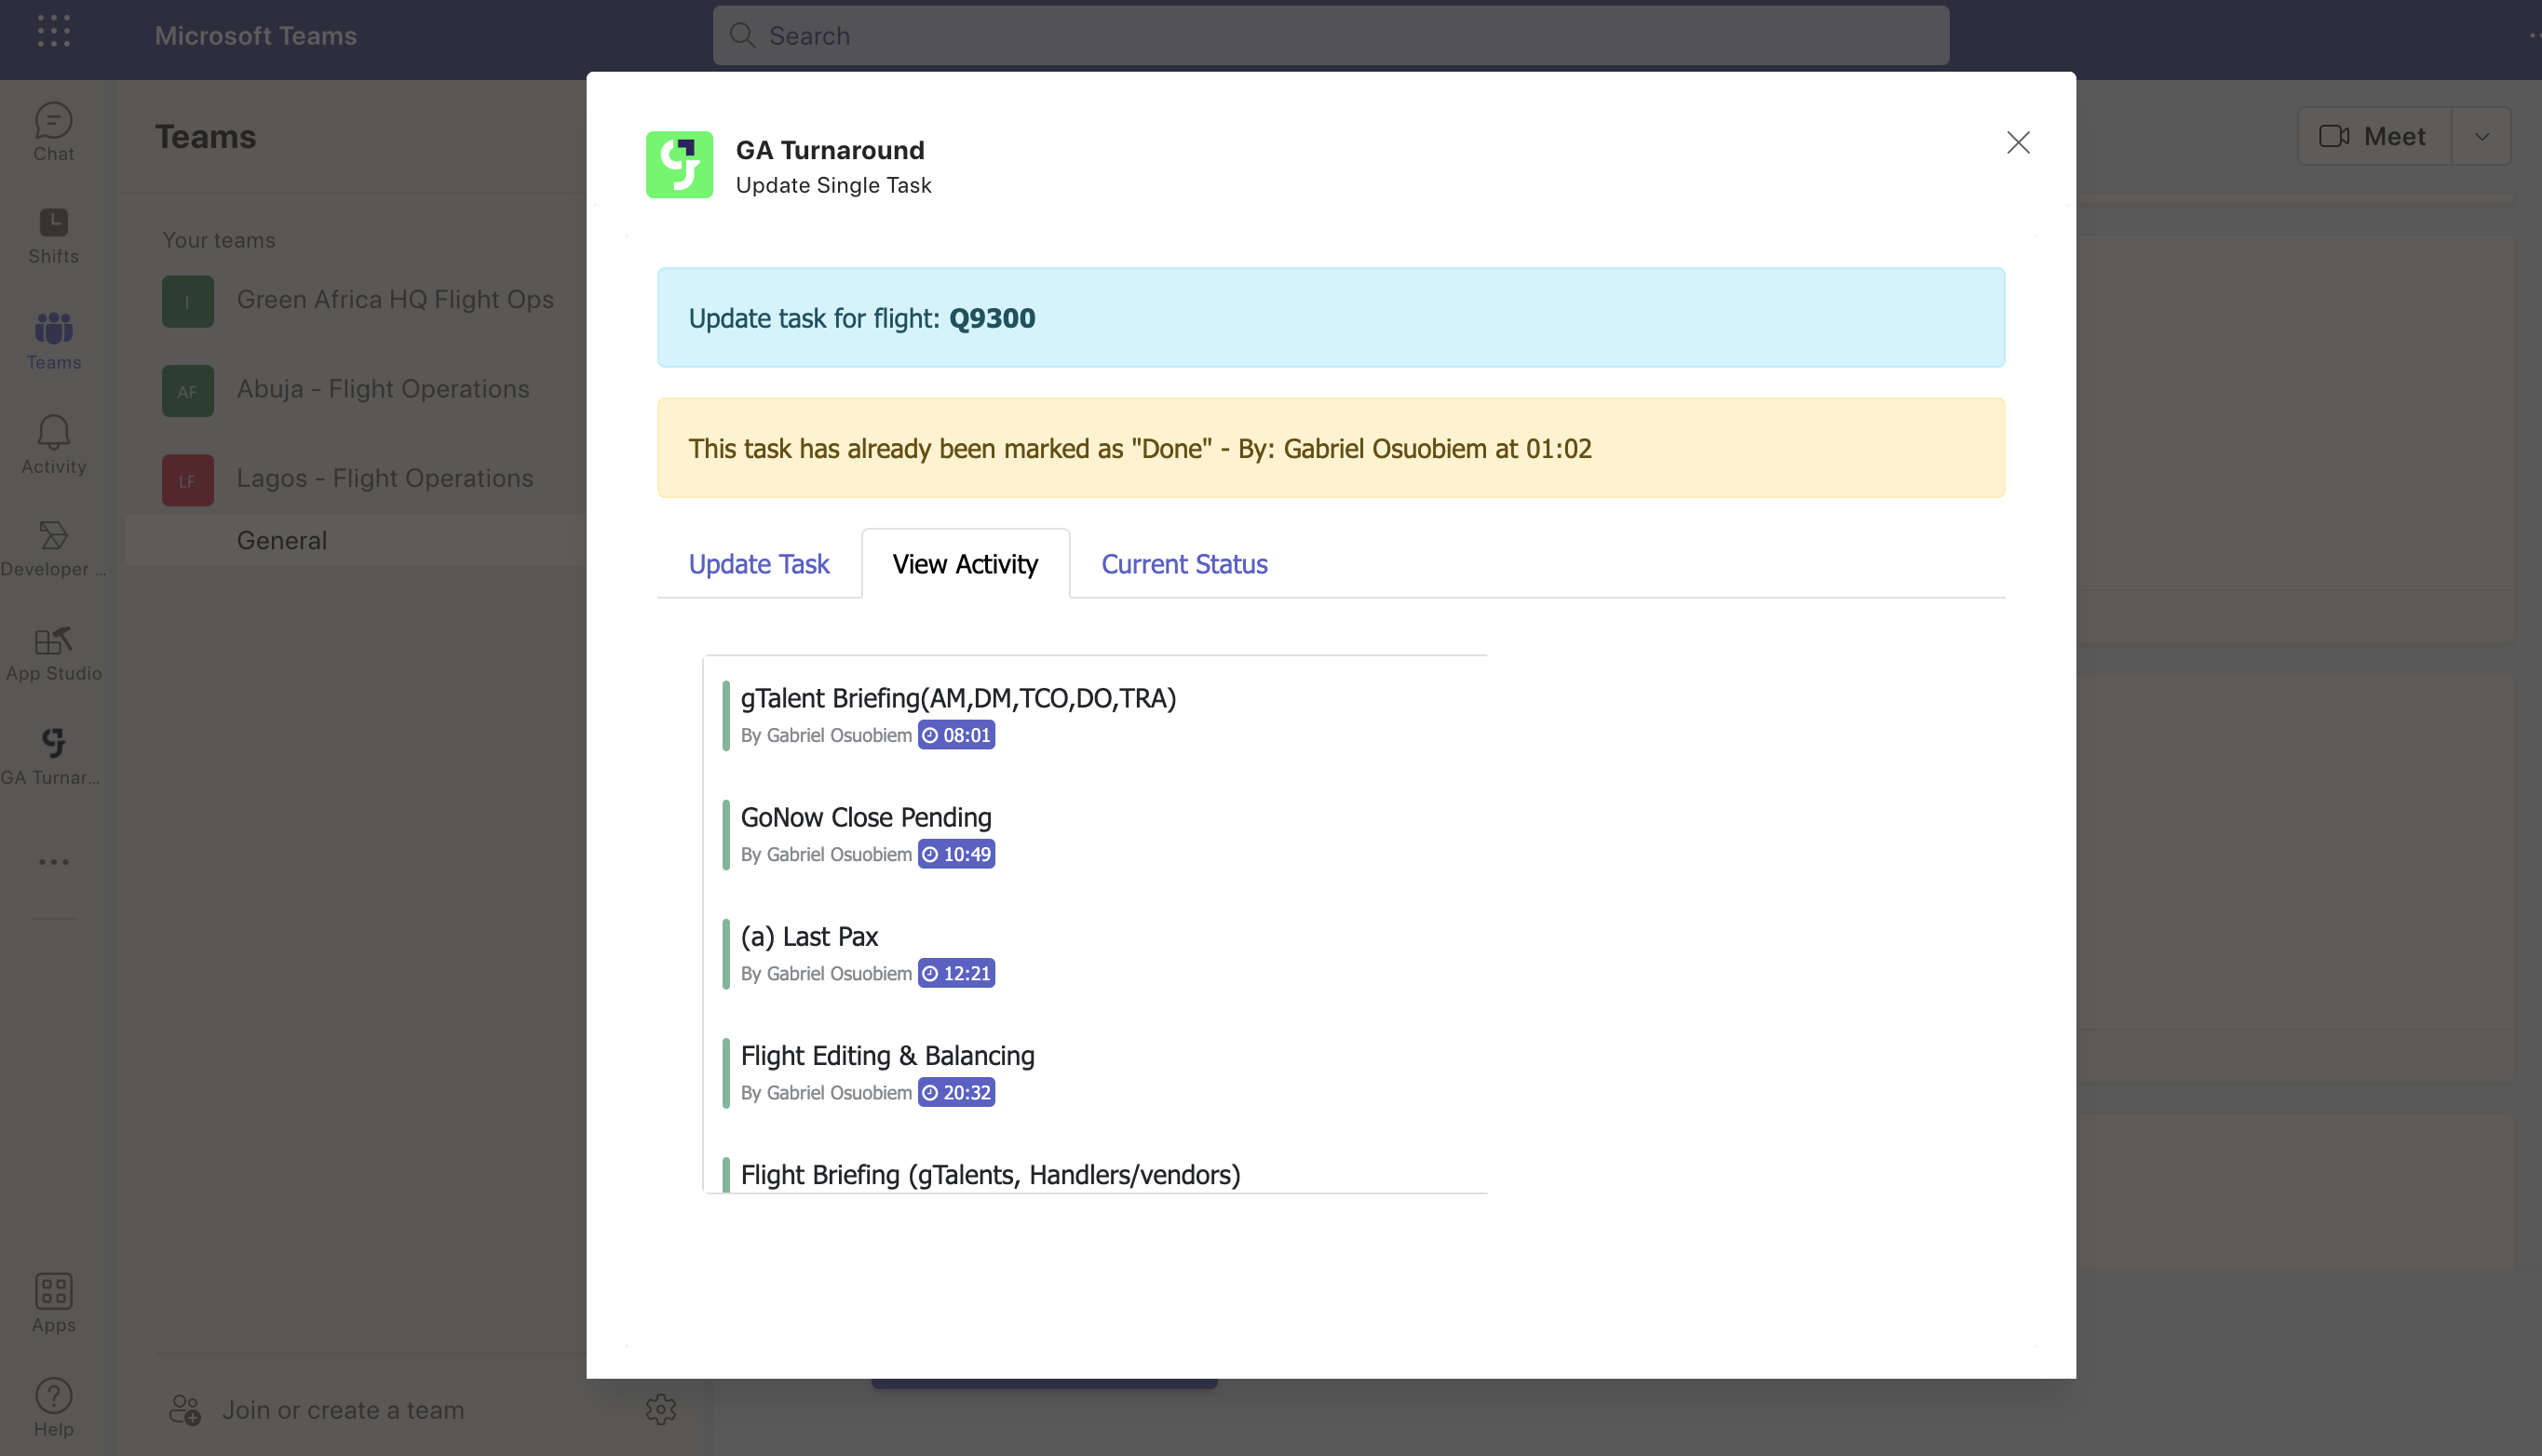 Microsoft Teams
Search
Chat
Shifts
Teams
Activity
Developer ...
App Studio
GA Turnar...
Apps
Help
Teams
Your teams
I
Green Africa HQ Flight Ops
AF
Abuja - Flight Operations
LF
Lagos - Flight Operations
General
Join or create a team
Meet
GA Turnaround
Update Single Task
Update task for flight: Q9300
This task has already been marked as "Done" - By: Gabriel Osuobiem at 01:02
Update Task
View Activity
Current Status
gTalent Briefing(AM,DM,TCO,DO,TRA)
By Gabriel Osuobiem 08:01
GoNow Close Pending
By Gabriel Osuobiem 10:49
(a) Last Pax
By Gabriel Osuobiem 12:21
Flight Editing & Balancing
By Gabriel Osuobiem 20:32
Flight Briefing (gTalents, Handlers/vendors)